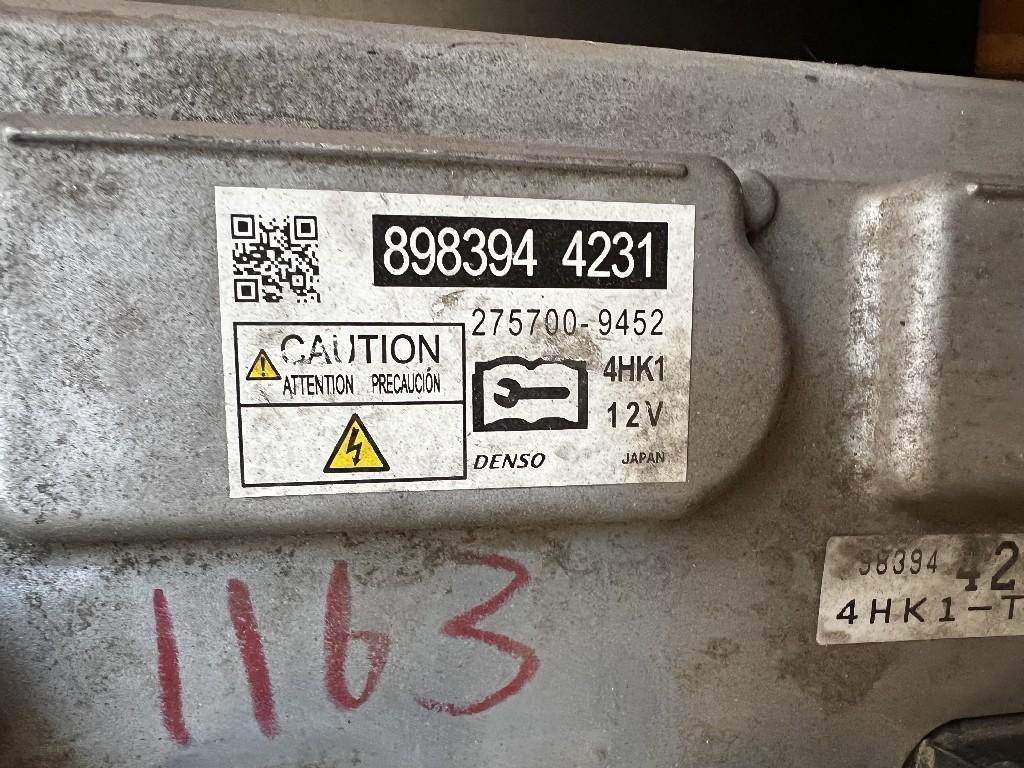 898394 4231
275700-9452
CAUTION
ATTENTION PRECAUCIÓN
4HK1
12V
DENSO
JAPAN
1163
98394 42
4HK1-T